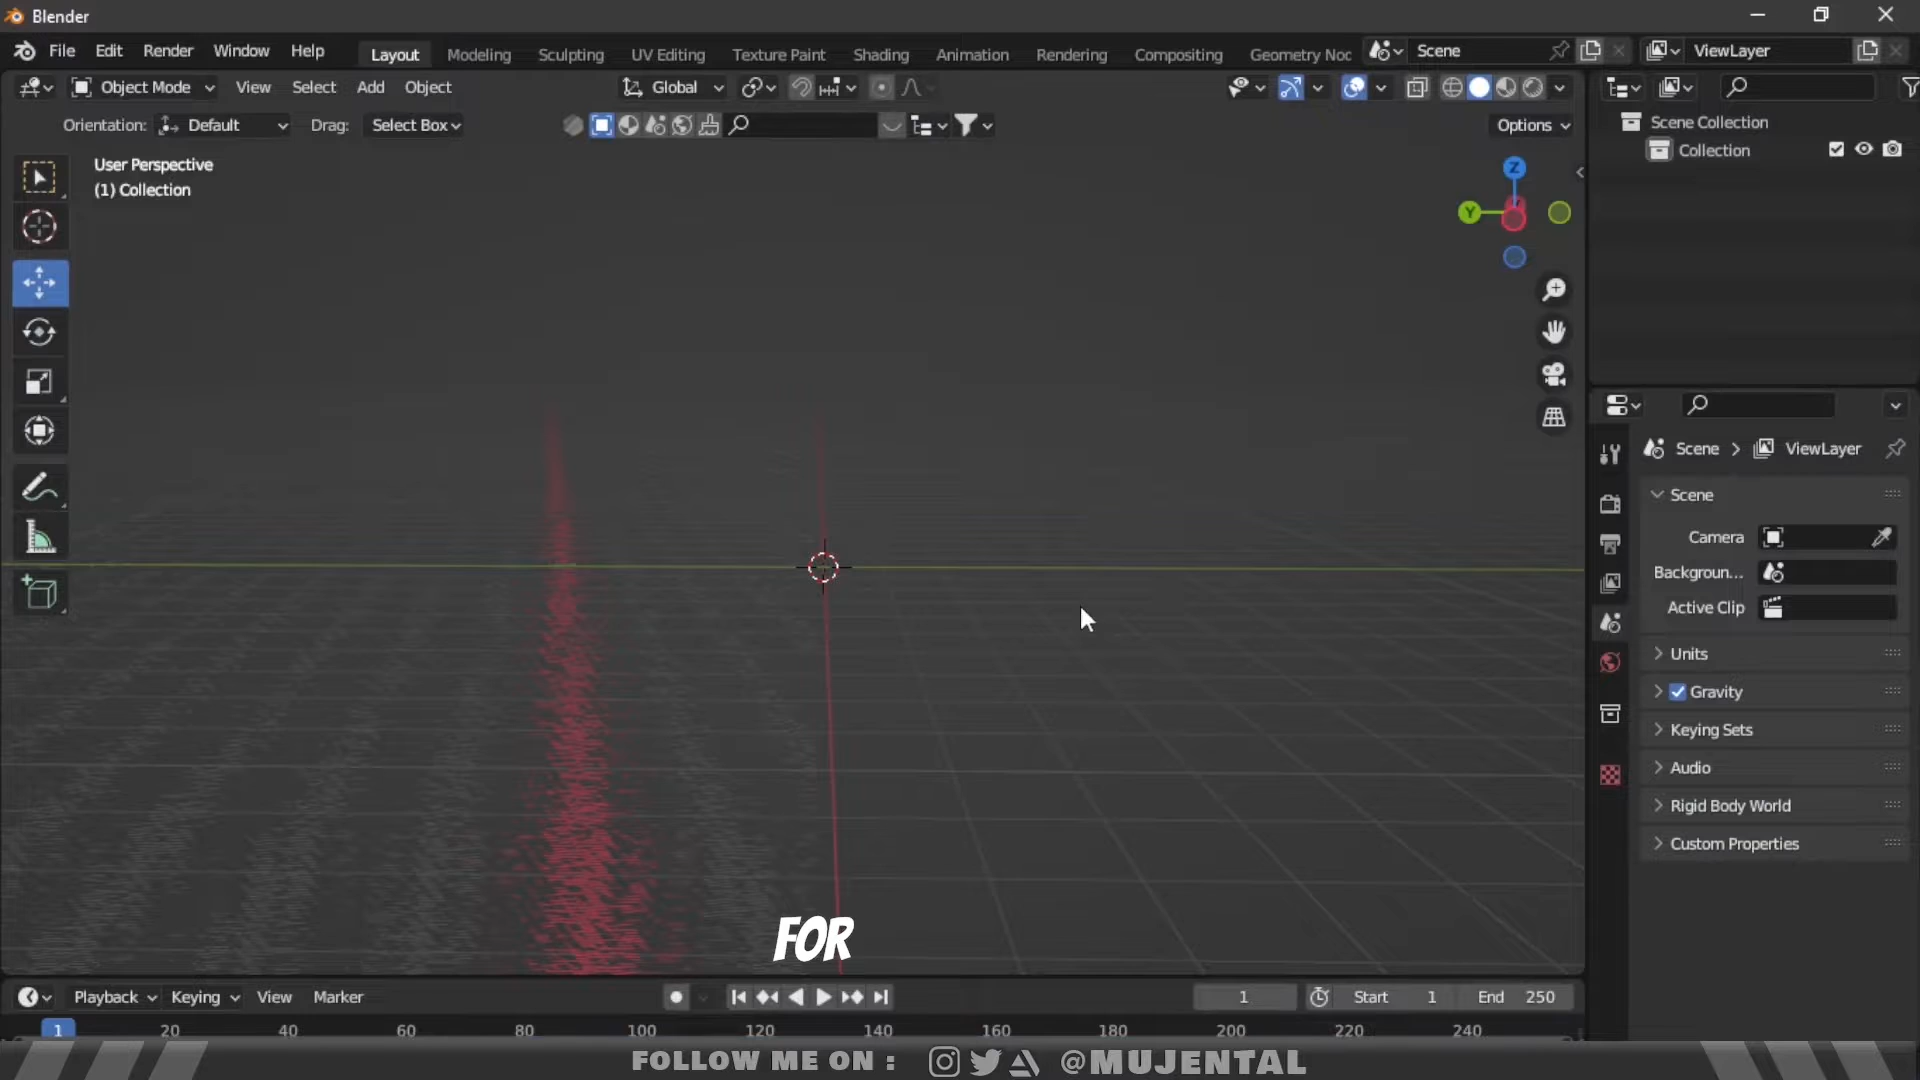 Blender
File Edit Render Window Help Layout Modeling Sculpting UV Editing Texture Paint Shading Animation Rendering Compositing Geometry Noc Scene ViewLayer
Object Mode View Select Add Object Global
Orientation: Default Drag: Select Box Options
User Perspective
(1) Collection
Z
Y
Scene Collection
Collection
Scene > ViewLayer
Scene
Camera
Backgroun...
Active Clip
Units
Gravity
Keying Sets
Audio
Rigid Body World
Custom Properties
FOR
Playback Keying View Marker 1 Start 1 End 250
1 20 40 60 80 100 120 140 160 180 200 220 240
FOLLOW ME ON : @MUJENTAL